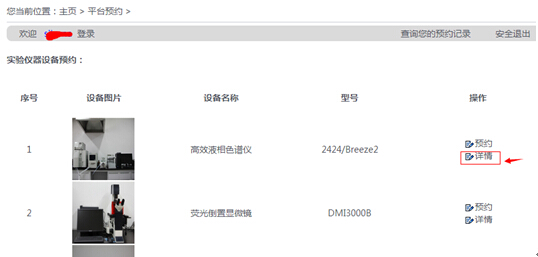 您当前位置：主页 > 平台预约 >
欢迎 登录 查询您的预约记录 安全退出
实验仪器设备预约：
序号 设备图片 设备名称 型号 操作
预约
1 高效液相色谱仪 2424/Breeze2
详情
预约
2 荧光倒置显微镜 DMI3000B
详情